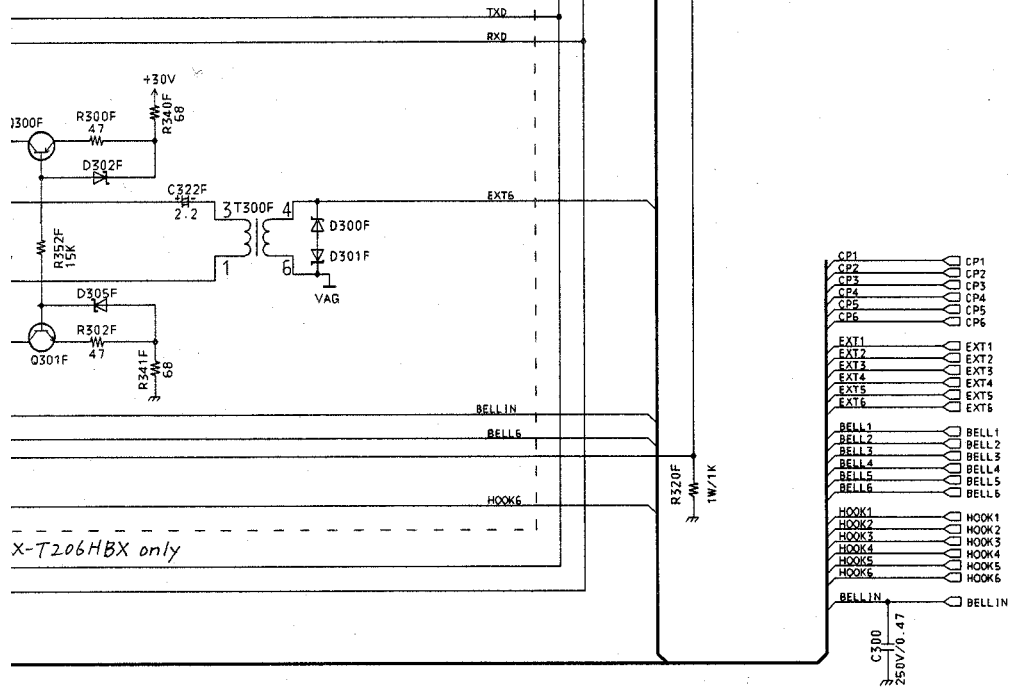 TXD
RXD
+30V
R340F
68
Q300F
R300F
47
D302F
C322F
2.2
3
T300F
4
EXT6
D300F
R352F
15K
D301F
1
6
VAG
D305F
R302F
47
Q301F
R341F
68
BELLIN
BELL6
R320F
1W/1K
HOOK6
X-T206HBX only
CP1 CP1
CP2 CP2
CP3 CP3
CP4 CP4
CP5 CP5
CP6 CP6
EXT1 EXT1
EXT2 EXT2
EXT3 EXT3
EXT4 EXT4
EXT5 EXT5
EXT6 EXT6
BELL1 BELL1
BELL2 BELL2
BELL3 BELL3
BELL4 BELL4
BELL5 BELL5
BELL6 BELL6
HOOK1 HOOK1
HOOK2 HOOK2
HOOK3 HOOK3
HOOK4 HOOK4
HOOK5 HOOK5
HOOK6 HOOK6
BELLIN BELLIN
C300
250V/0.47